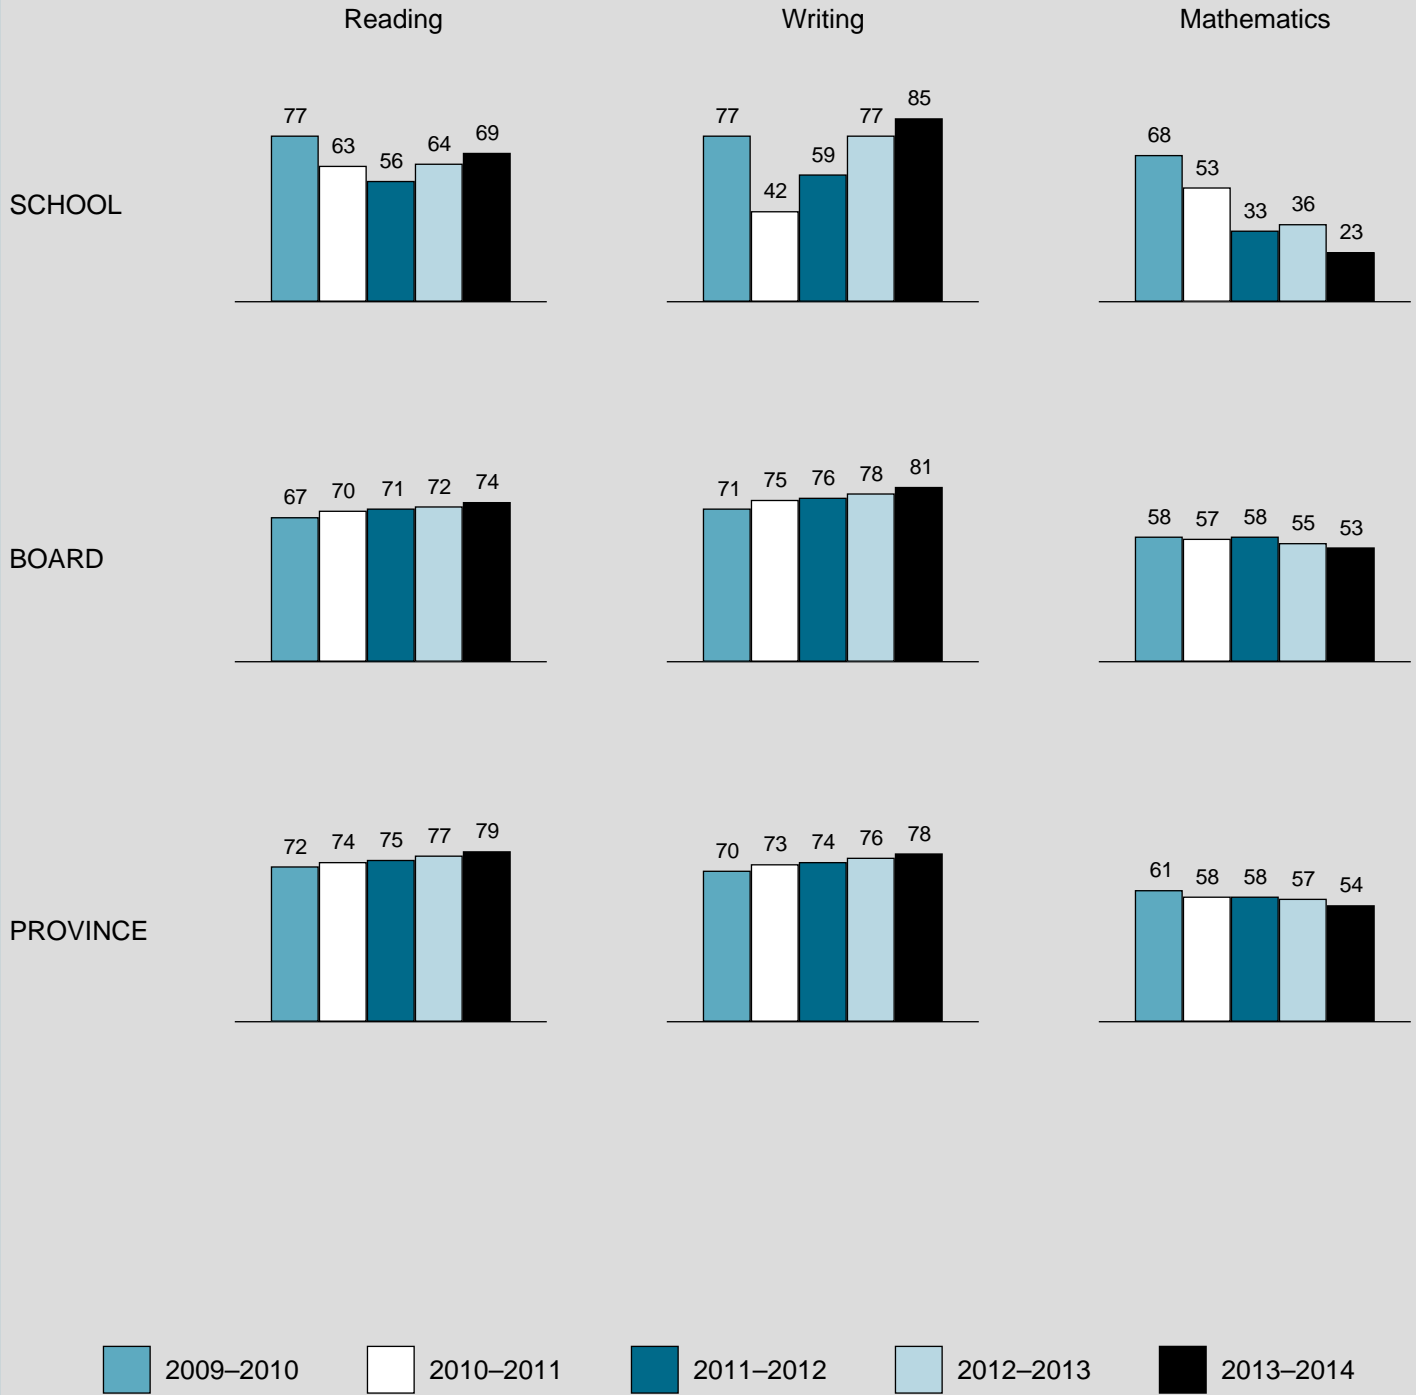 Reading Writing Mathematics
SCHOOL
77 63 56 64 69
77 42 59 77 85
68 53 33 36 23
BOARD
67 70 71 72 74
71 75 76 78 81
58 57 58 55 53
PROVINCE
72 74 75 77 79
70 73 74 76 78
61 58 58 57 54
2009–2010 2010–2011 2011–2012 2012–2013 2013–2014